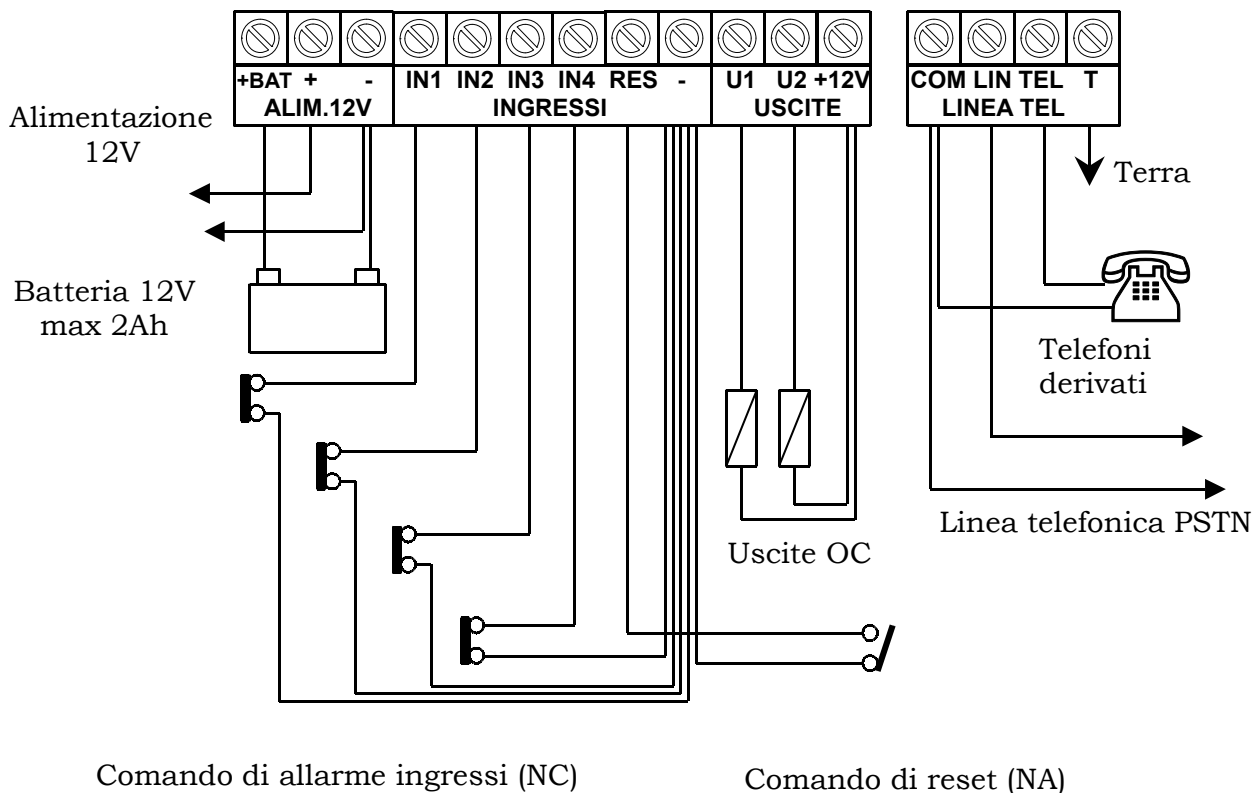 +BAT + - IN1 IN2 IN3 IN4 RES - U1 U2 +12V COM LIN TEL T
ALIM.12V INGRESSI USCITE LINEA TEL
Alimentazione
12V
Terra
Batteria 12V
max 2Ah
Telefoni
derivati
Linea telefonica PSTN
Uscite OC
Comando di allarme ingressi (NC)
Comando di reset (NA)